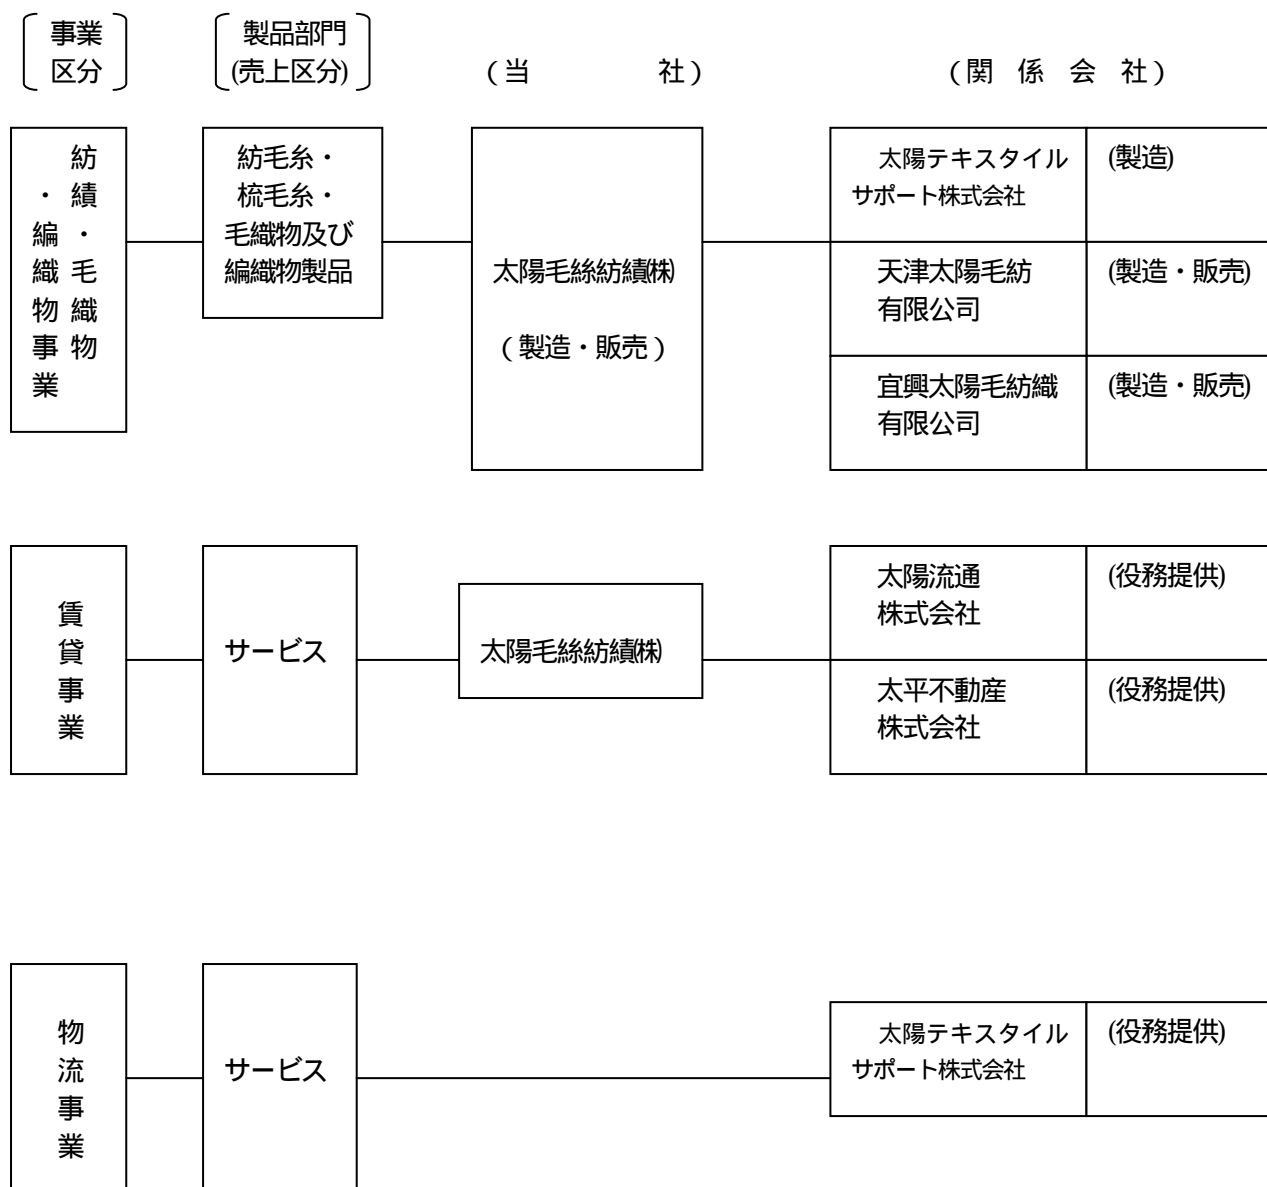 事業
区分
製品部門
(売上区分)
(当　社)
(関　係　会　社)
紡績・毛織物
・編織物事業
紡毛糸・
梳毛糸・
毛織物及び
編織物製品
太陽毛絲紡績㈱
(製造・販売)
太陽テキスタイル
サポート株式会社
(製造)
天津太陽毛紡
有限公司
(製造・販売)
宜興太陽毛紡織
有限公司
(製造・販売)
賃貸事業
サービス
太陽毛絲紡績㈱
太陽流通
株式会社
(役務提供)
太平不動産
株式会社
(役務提供)
物流事業
サービス
太陽テキスタイル
サポート株式会社
(役務提供)